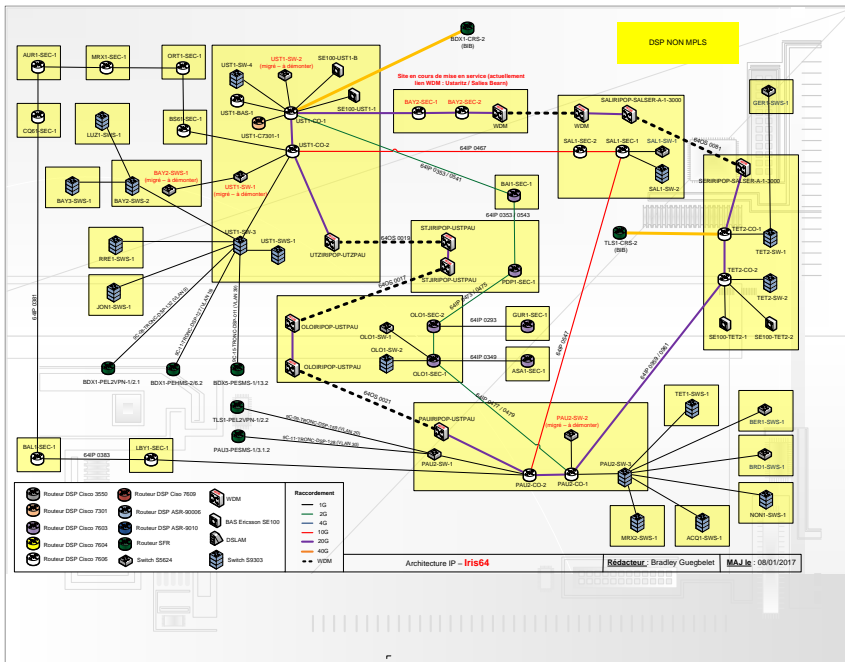 BDX1-CRS-2
(BIB)
DSP NON MPLS
AUR1-SEC-1
MRX1-SEC-1
ORT1-SEC-1
UST1-SW-2
(migré – à démonter)
SE100-UST1-B
UST1-SW-4
UST1-BAS-1
UST1-CO-1
SE100-UST1-1
UST1-C7301-1
CQ61-SEC-1
BS61-SEC-1
UST1-CO-2
LUZ1-SWS-1
Site en cours de mise en service (actuellement
lien WDM : Ustaritz / Salies Bearn)
BAY2-SEC-1
BAY2-SEC-2
WDM
SALIRIPOP-SALSER-A-1-3000
WDM
64OS 0081
GER1-SWS-1
64IP 0467
SAL1-SEC-2
SAL1-SEC-1
SAL1-SW-1
SAL1-SW-2
SERIRIPOP-SALSER-A-1-3000
BAY2-SWS-1
(migré – à démonter)
BAY3-SWS-1
BAY2-SWS-2
UST1-SW-1
(migré – à démonter)
64IP 0353 / 0541
BAI1-SEC-1
64IP 0353 / 0543
UST1-SW-3
RRE1-SWS-1
UST1-SWS-1
UTZIRIPOP-UTZPAU
64OS 0019
STJIRIPOP-USTPAU
STJIRIPOP-USTPAU
PDP1-SEC-1
TLS1-CRS-2
(BIB)
TET2-CO-1
TET2-SW-1
TET2-CO-2
TET2-SW-2
SE100-TET2-1
SE100-TET2-2
JON1-SWS-1
64IP 0381
64OS 0017
64IP 0473 / 0475
OLOIRIPOP-USTPAU
OLO1-SEC-2
64IP 0293
GUR1-SEC-1
OLO1-SW-1
OLO1-SW-2
64IP 0349
OLO1-SEC-1
ASA1-SEC-1
OLOIRIPOP-USTPAU
64IP 0547
64IP 0969 / 0961
BDX1-PEL2VPN-1/2.1
BDX1-PEHMS-2/6.2
BDX5-PESMS-1/13.2
64OS 0021
64IP 0477 / 0479
TLS1-PEL2VPN-1/2.2
PAU3-PESMS-1/3.1.2
PAUIRIPOP-USTPAU
PAU2-SW-1
PAU2-SW-2
(migré – à démonter)
PAU2-CO-2
PAU2-CO-1
PAU2-SW-3
TET1-SWS-1
BER1-SWS-1
BRD1-SWS-1
NON1-SWS-1
MRX2-SWS-1
ACQ1-SWS-1
BAL1-SEC-1
64IP 0383
LBY1-SEC-1
Routeur DSP Cisco 3550
Routeur DSP Ciso 7609
WDM
Routeur DSP Cisco 7301
Routeur DSP ASR-90006
BAS Ericsson SE100
Routeur DSP Cisco 7603
Routeur DSP ASR-9010
DSLAM
Routeur DSP Cisco 7604
Routeur SFR
Routeur DSP Cisco 7606
Switch S5624
Switch S9303
Raccordement
1G
2G
4G
10G
20G
40G
WDM
Architecture IP – Iris64
Rédacteur : Bradley Guegbelet
MAJ le : 08/01/2017